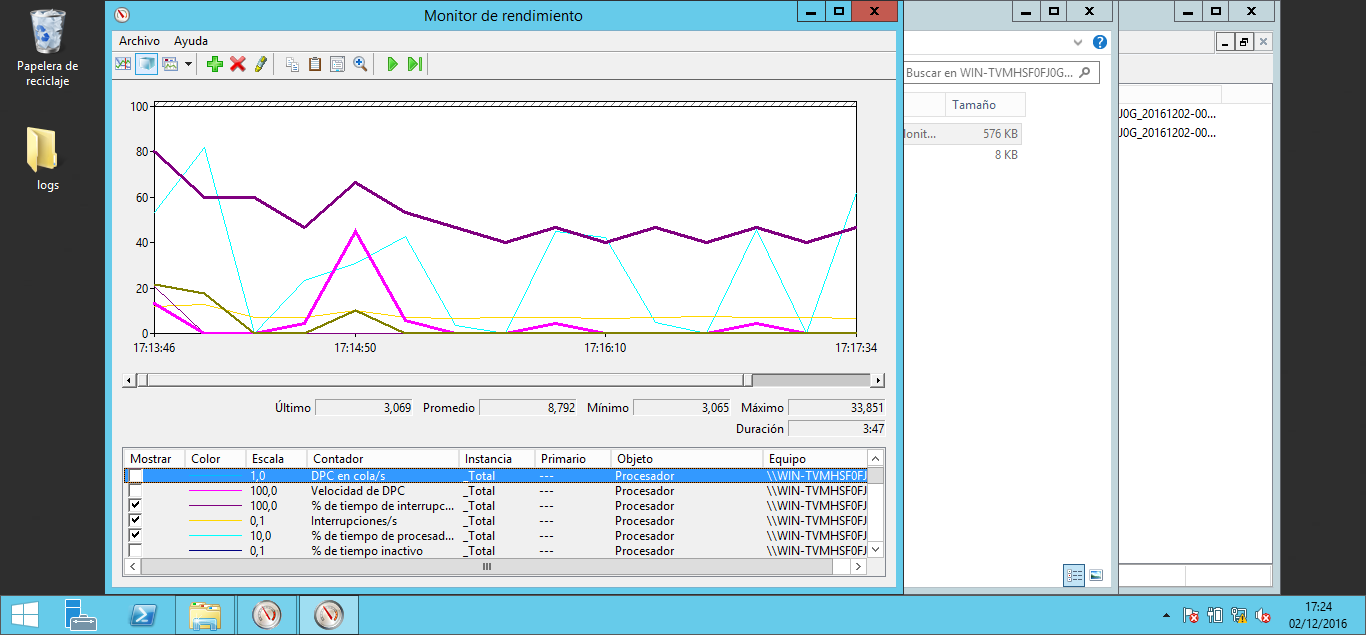 Papelera de
reciclaje
logs
Monitor de rendimiento
Archivo Ayuda
100
80
60
40
20
0
17:13:46 17:14:50 17:16:10 17:17:34
Último 3,069 Promedio 8,792 Mínimo 3,065 Máximo 33,851
Duración 3:47
Mostrar Color Escala Contador Instancia Primario Objeto Equipo
1,0 DPC en cola/s _Total --- Procesador \\WIN-TVMHSF0FJ
100,0 Velocidad de DPC _Total --- Procesador \\WIN-TVMHSF0FJ
100,0 % de tiempo de interrupc... _Total --- Procesador \\WIN-TVMHSF0FJ
0,1 Interrupciones/s _Total --- Procesador \\WIN-TVMHSF0FJ
10,0 % de tiempo de procesad... _Total --- Procesador \\WIN-TVMHSF0FJ
0,1 % de tiempo inactivo _Total --- Procesador \\WIN-TVMHSF0FJ
Buscar en WIN-TVMHSF0FJ0G...
Tamaño
onit... 576 KB
8 KB
J0G_20161202-00...
J0G_20161202-00...
17:24
02/12/2016